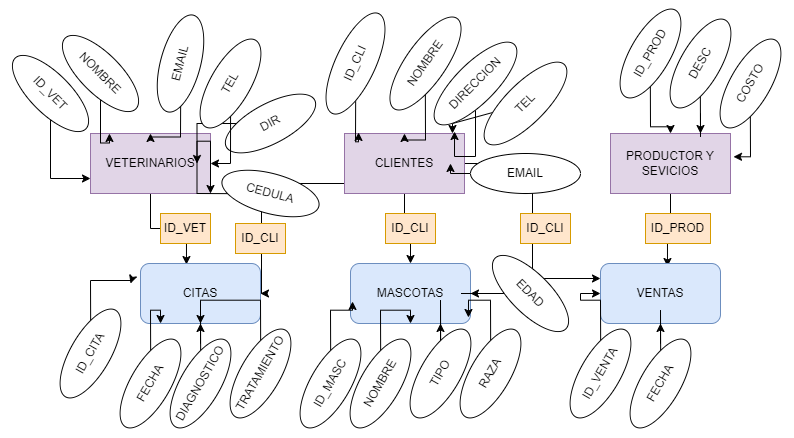 ID_VET
NOMBRE
EMAIL
TEL
DIR
CEDULA
ID_CLI
NOMBRE
DIRECCION
TEL
EMAIL
ID_PROD
DESC
COSTO
VETERINARIOS
CLIENTES
PRODUCTOR Y
SEVICIOS
ID_VET
ID_CLI
ID_CLI
ID_CLI
ID_PROD
CITAS
MASCOTAS
EDAD
VENTAS
ID_CITA
FECHA
DIAGNOSTICO
TRATAMIENTO
ID_MASC
NOMBRE
TIPO
RAZA
ID_VENTA
FECHA